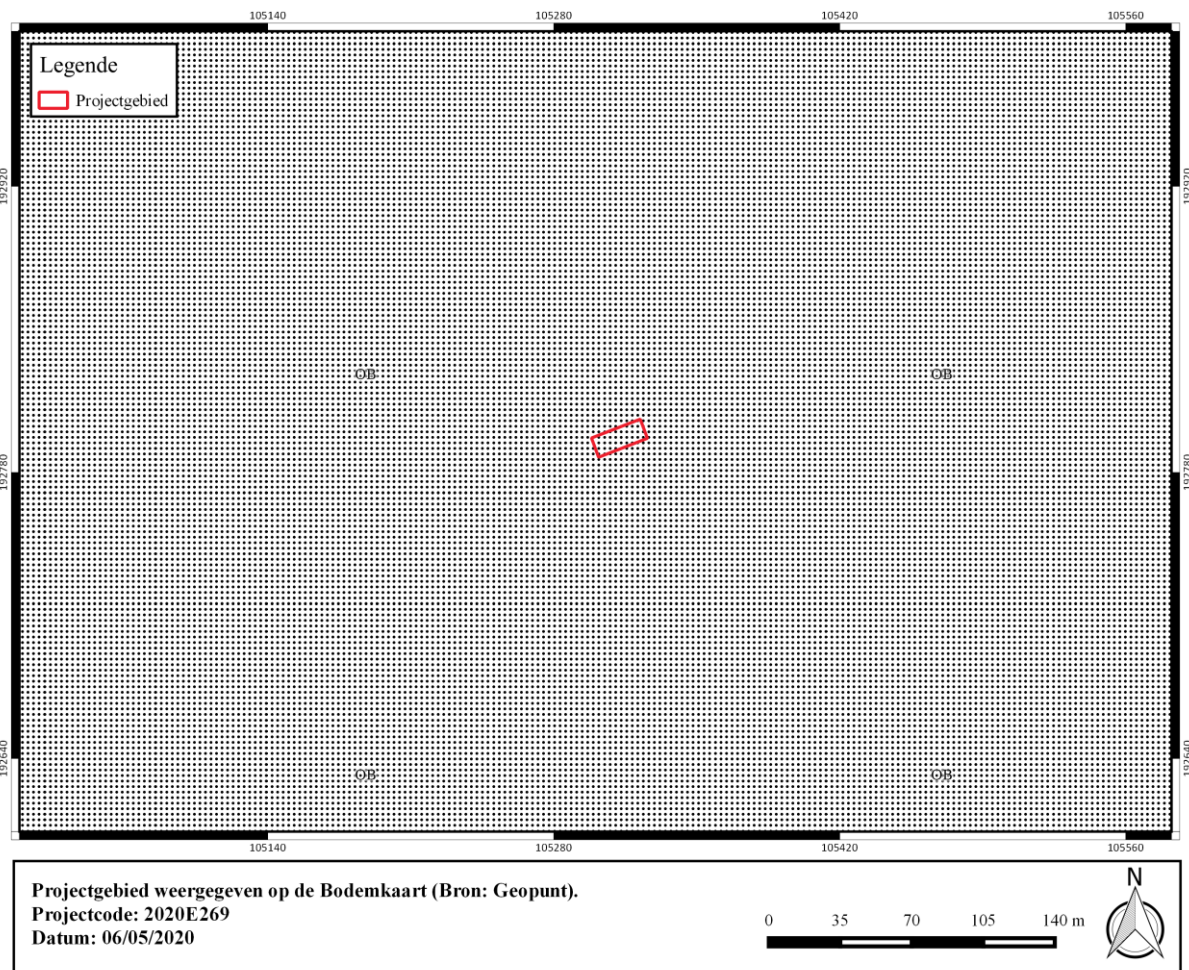 105140 105280 105420 105560
Legende
Projectgebied
192920 192920
OB OB
192780 192780
192640 192640
OB OB
105140 105280 105420 105560
Projectgebied weergegeven op de Bodemkaart (Bron: Geopunt).
Projectcode: 2020E269
Datum: 06/05/2020
0 35 70 105 140 m
N